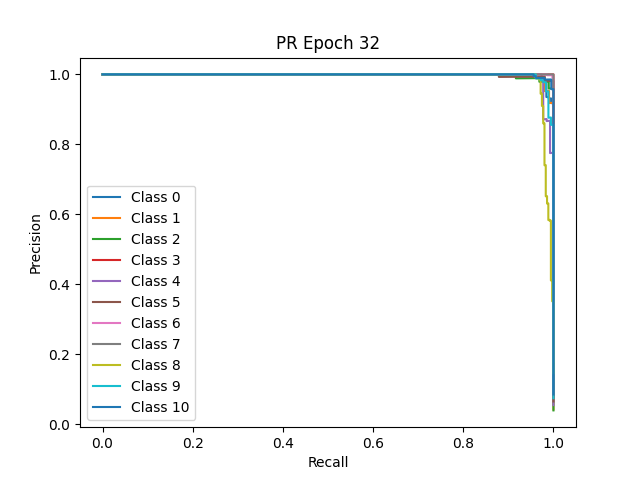 PR Epoch 32
1.0
0.8
0.6
0.4
0.2
0.0
Precision
Class 0
Class 1
Class 2
Class 3
Class 4
Class 5
Class 6
Class 7
Class 8
Class 9
Class 10
0.0 0.2 0.4 0.6 0.8 1.0
Recall